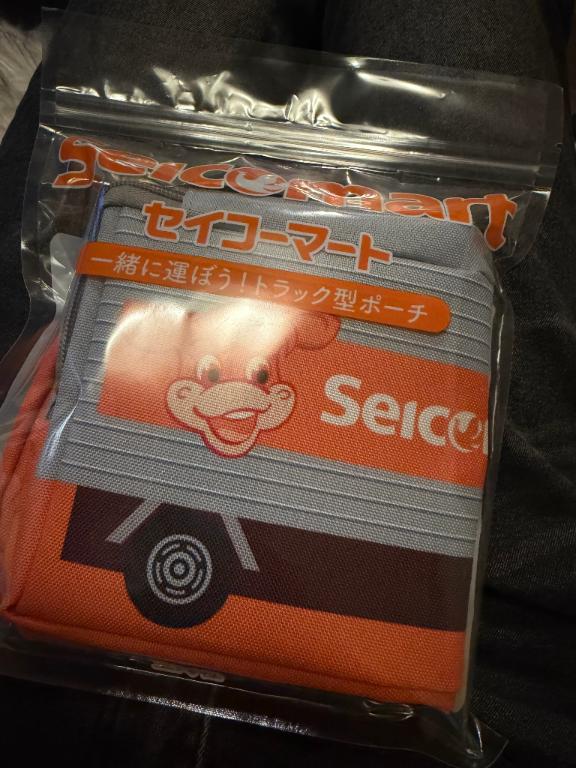 seicomart
セイコーマート
一緒に運ぼう！トラック型ポーチ
Seico